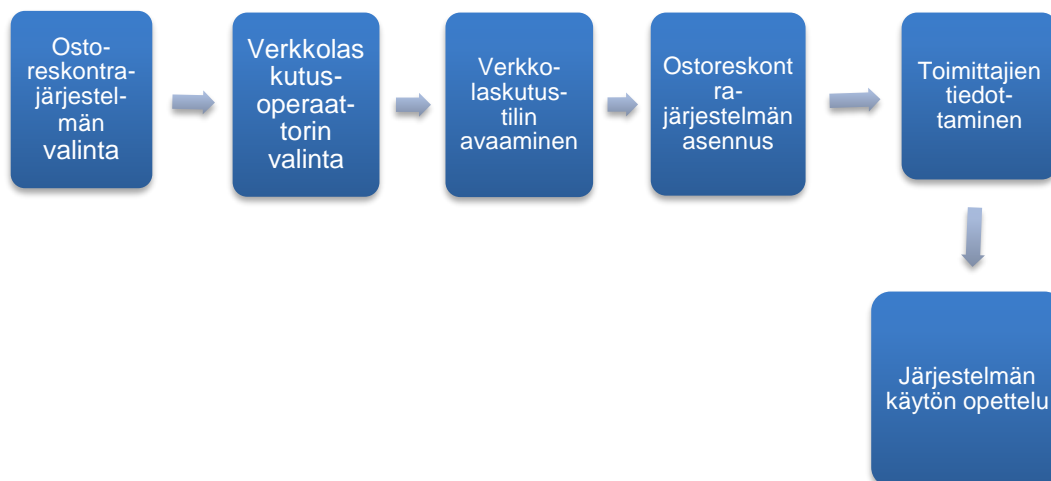 Osto-
reskontra-
järjestel-
män
valinta
Verkkolas
kutus-
operaat-
torin
valinta
Verkko-
laskutus-
tilin
avaaminen
Ostoreskont
ra-
järjestelmän
asennus
Toimittajien
tiedot-
taminen
Järjestelmän
käytön opettelu